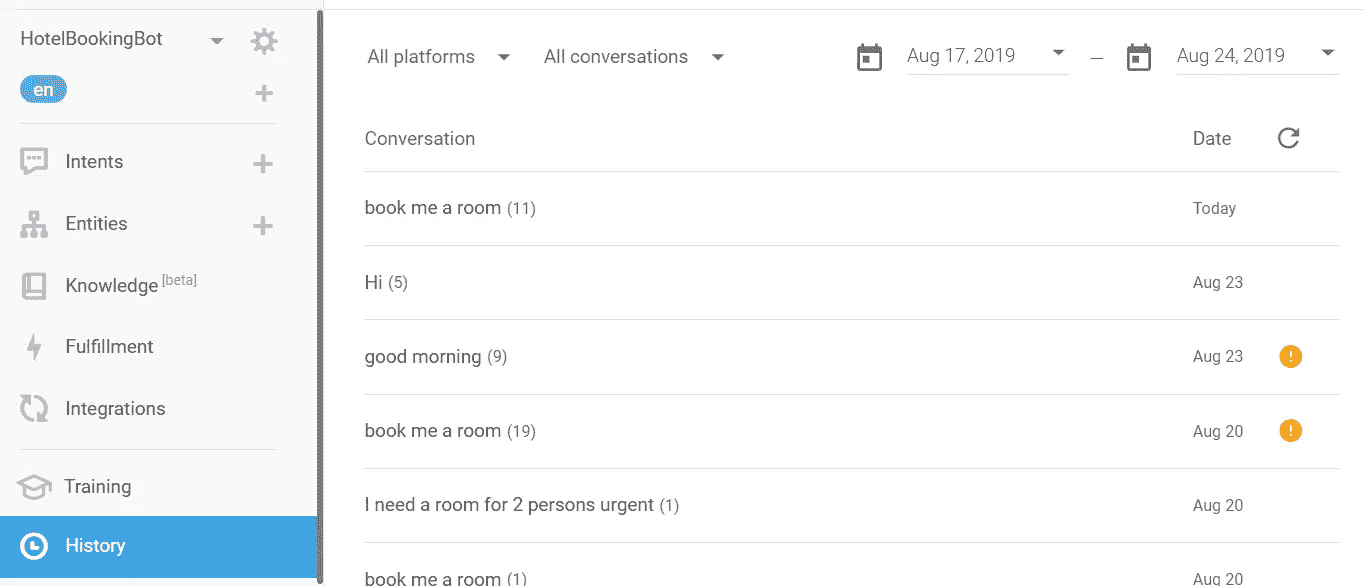 HotelBookingBot
en
Intents
Entities
Knowledge [beta]
Fulfillment
Integrations
Training
History
All platforms All conversations Aug 17, 2019 – Aug 24, 2019
Conversation Date
book me a room (11) Today
Hi (5) Aug 23
good morning (9) Aug 23
book me a room (19) Aug 20
I need a room for 2 persons urgent (1) Aug 20
book me a room (1) Aug 20